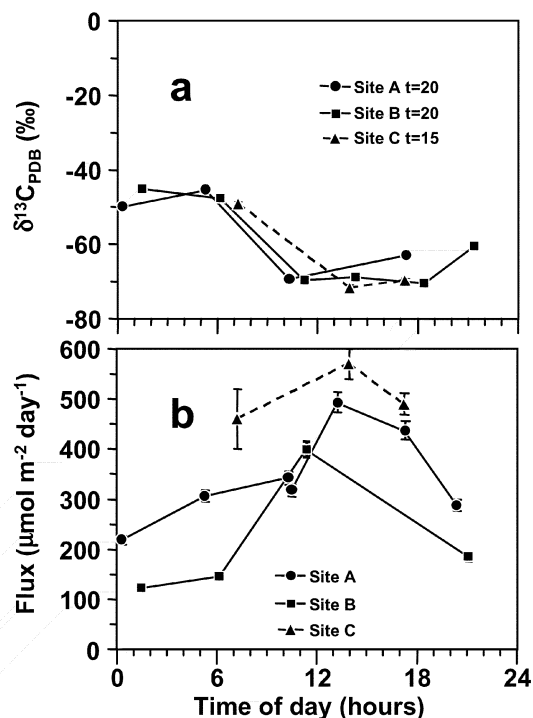 0
-20
-40
-60
-80
δ¹³C_PDB (‰)
a
Site A t=20
Site B t=20
Site C t=15
600
500
400
300
200
100
0
Flux (μmol m⁻² day⁻¹)
b
Site A
Site B
Site C
0 6 12 18 24
Time of day (hours)